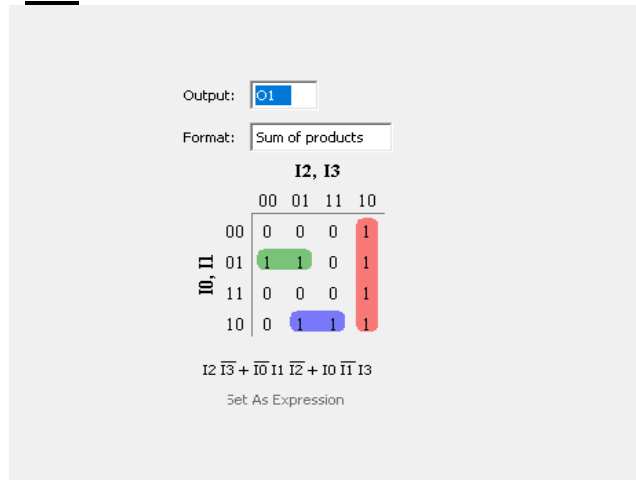 Output: O1
Format: Sum of products
I2, I3
00 01 11 10
00 0 0 0 1
I0, I1
01 1 1 0 1
11 0 0 0 1
10 0 1 1 1
I2 I̅3̅ + I̅0̅ I1 I̅2̅ + I0 I̅1̅ I3
Set As Expression